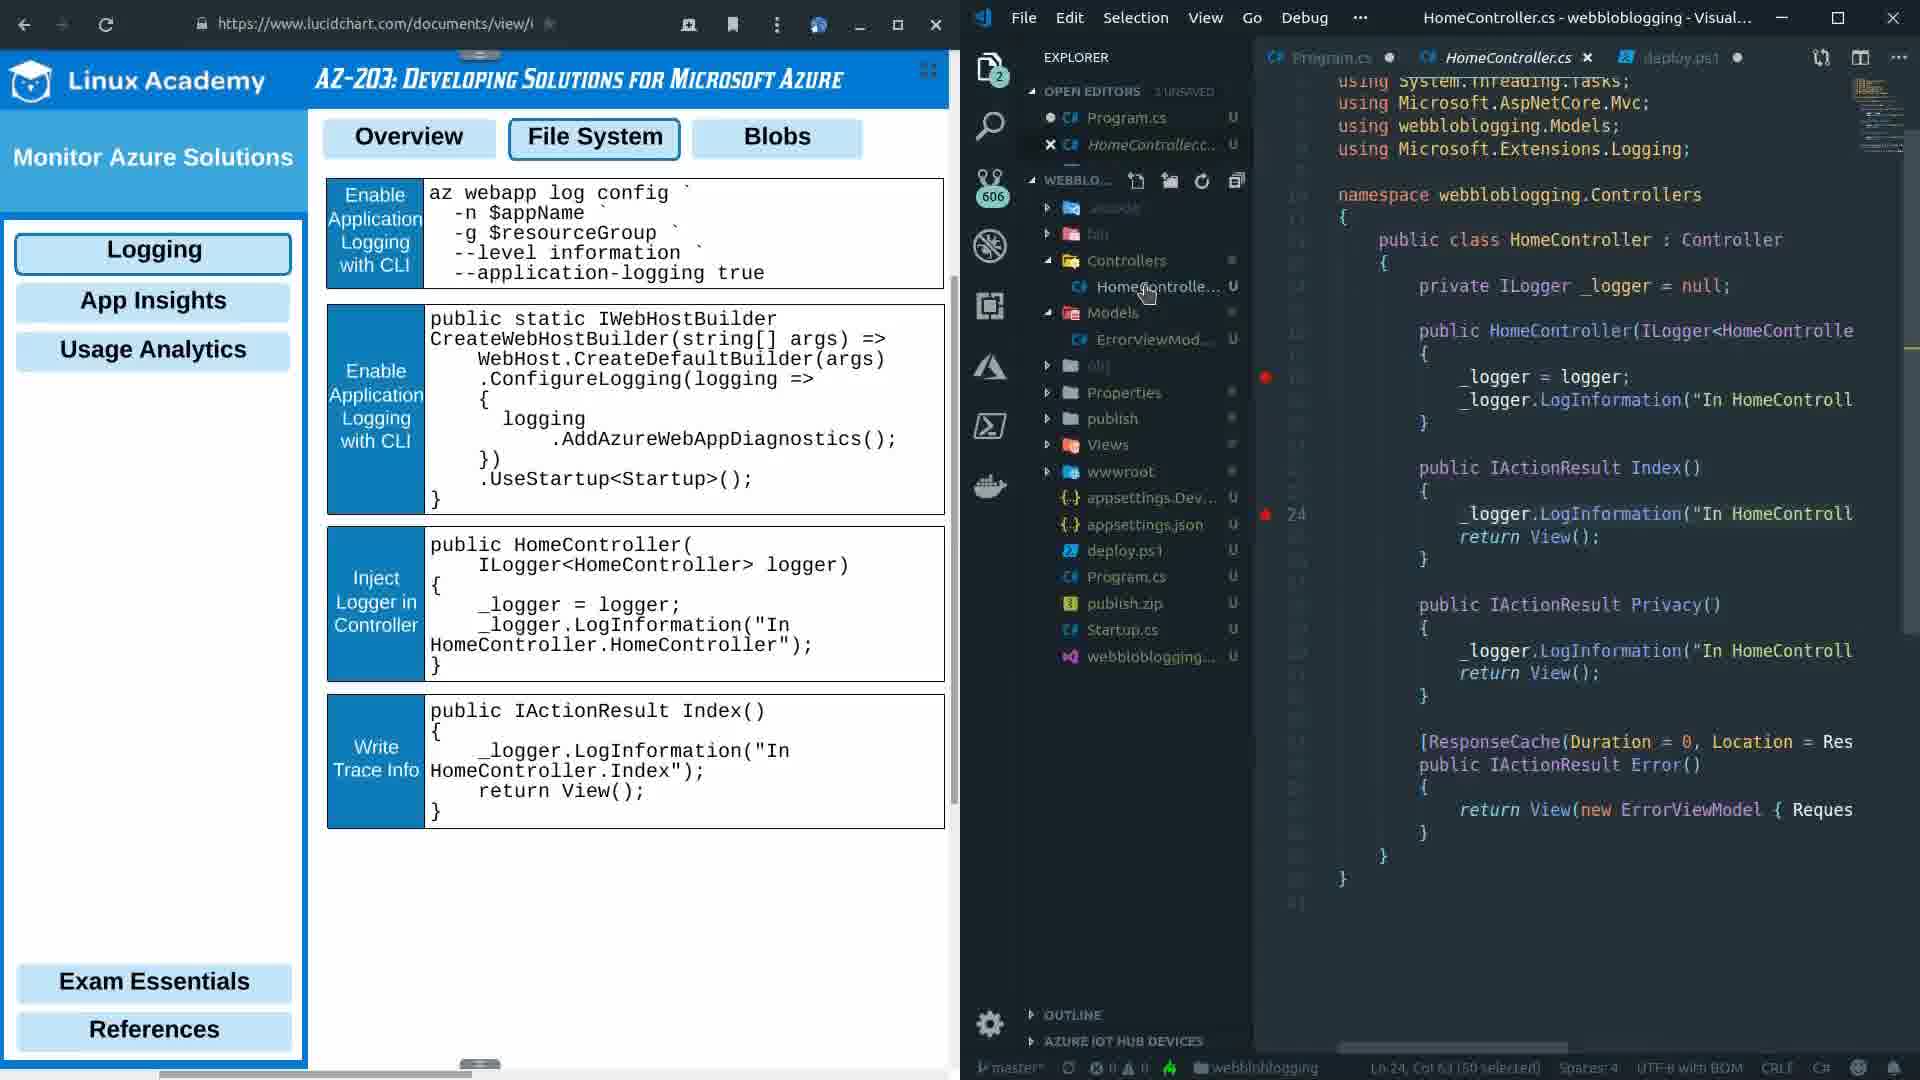 https://www.lucidchart.com/documents/view/
Linux Academy
AZ-203: Developing Solutions for Microsoft Azure
Monitor Azure Solutions
Logging
App Insights
Usage Analytics
Exam Essentials
References
Overview
File System
Blobs
Enable
Application
Logging
with CLI
az webapp log config `
-n $appName `
-g $resourceGroup `
--level information `
--application-logging true
Enable
Application
Logging
with CLI
public static IWebHostBuilder
CreateWebHostBuilder(string[] args) =>
WebHost.CreateDefaultBuilder(args)
.ConfigureLogging(logging =>
{
logging
.AddAzureWebAppDiagnostics();
})
.UseStartup<Startup>();
}
Inject
Logger in
Controller
public HomeController(
ILogger<HomeController> logger)
{
_logger = logger;
_logger.LogInformation("In
HomeController.HomeController");
}
Write
Trace Info
public IActionResult Index()
{
_logger.LogInformation("In
HomeController.Index");
return View();
}
File Edit Selection View Go Debug ... HomeController.cs - webbloblogging - Visual...
2
606
EXPLORER
OPEN EDITORS 3 UNSAVED
Program.cs U
HomeController.c... U
WEBBLO...
.vscode
bin
Controllers
HomeControlle... U
Models
ErrorViewMod... U
obj
Properties
publish
Views
wwwroot
appsettings.Dev... U
appsettings.json U
deploy.ps1 U
Program.cs U
publish.zip U
Startup.cs U
webbloblogging... U
OUTLINE
AZURE IOT HUB DEVICES
Program.cs
HomeController.cs
deploy.ps1
using System.Threading.Tasks;
using Microsoft.AspNetCore.Mvc;
using webbloblogging.Models;
using Microsoft.Extensions.Logging;
namespace webbloblogging.Controllers
{
public class HomeController : Controller
{
private ILogger _logger = null;
public HomeController(ILogger<HomeControlle
{
_logger = logger;
_logger.LogInformation("In HomeControll
}
public IActionResult Index()
{
24 _logger.LogInformation("In HomeControll
return View();
}
public IActionResult Privacy()
{
_logger.LogInformation("In HomeControll
return View();
}
[ResponseCache(Duration = 0, Location = Res
public IActionResult Error()
{
return View(new ErrorViewModel { Reques
}
}
}
master* 0 0 webbloblogging Ln 24, Col 63 (50 selected) Spaces: 4 UTF-8 with BOM CRLF C#